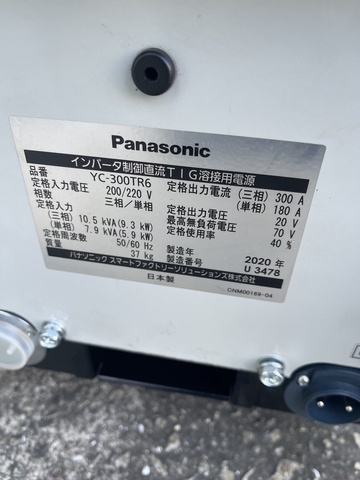 Panasonic
インバータ制御直流TIG溶接用電源
品番 YC-300TR6
定格入力電圧 200/220 V
相数 三相/単相
定格入力
(三相) 10.5 kVA(9.3 kW)
(単相) 7.9 kVA(5.9 kW)
定格周波数 50/60 Hz
質量 37 kg
定格出力電流 (三相) 300 A
(単相) 180 A
定格負荷電圧 20 V
最高無負荷電圧 70 V
定格使用率 40 %
製造年 2020 年
製造番号 U 3478
パナソニック スマートファクトリーソリューションズ株式会社
日本製
CNM00169-04